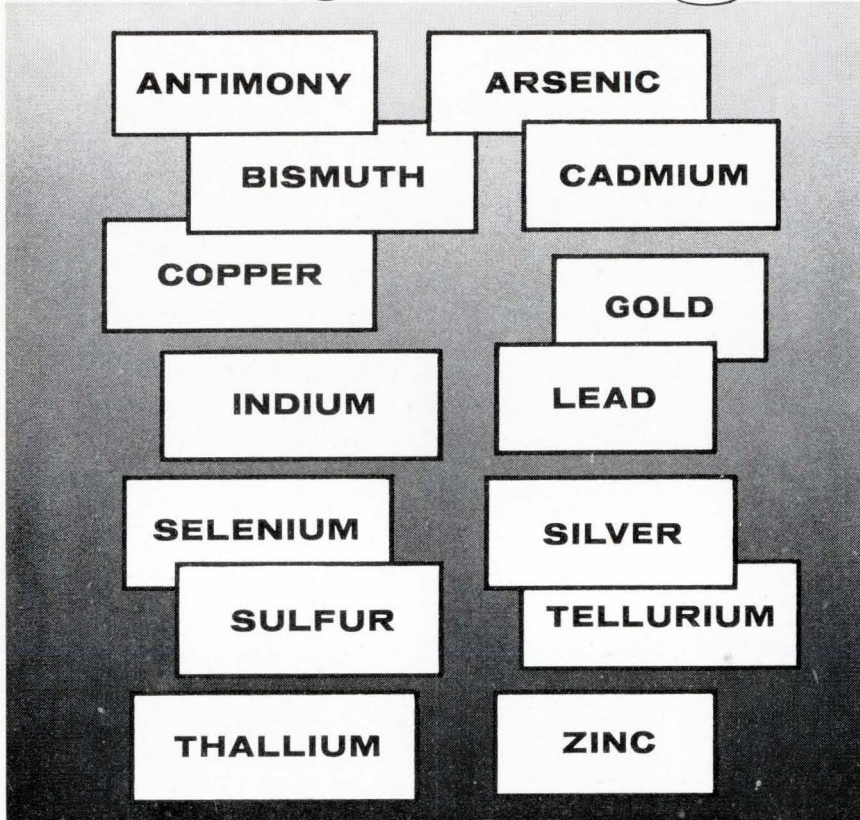 ANTIMONY
ARSENIC
BISMUTH
CADMIUM
COPPER
GOLD
INDIUM
LEAD
SELENIUM
SILVER
SULFUR
TELLURIUM
THALLIUM
ZINC